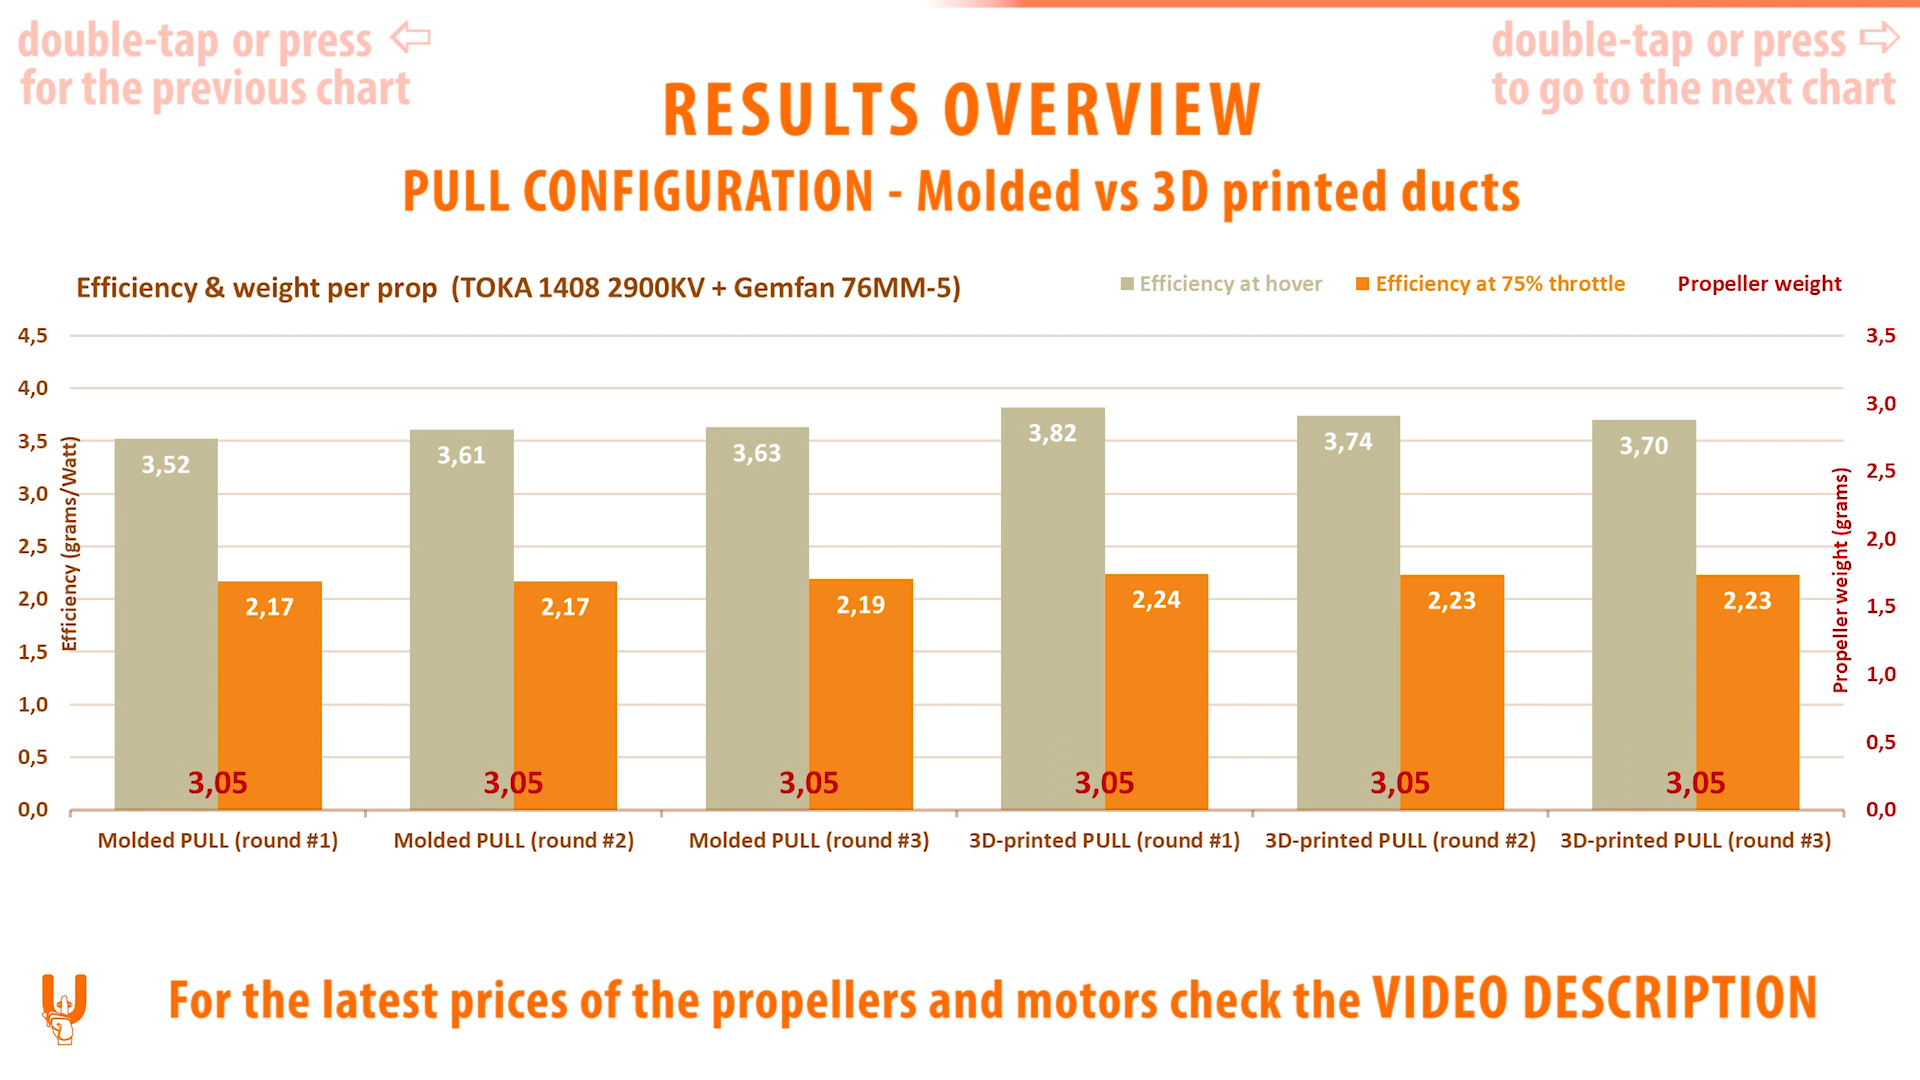 double-tap or press ⇦
for the previous chart
double-tap or press ⇨
to go to the next chart
RESULTS OVERVIEW
PULL CONFIGURATION - Molded vs 3D printed ducts
Efficiency & weight per prop (TOKA 1408 2900KV + Gemfan 76MM-5)
Efficiency at hover
Efficiency at 75% throttle
Propeller weight
4,5
4,0
3,5
3,0
2,5
2,0
1,5
1,0
0,5
0,0
Efficiency (grams/Watt)
3,52
2,17
3,05
3,61
2,17
3,05
3,63
2,19
3,05
3,82
2,24
3,05
3,74
2,23
3,05
3,70
2,23
3,05
Propeller weight (grams)
3,5
3,0
2,5
2,0
1,5
1,0
0,5
0,0
Molded PULL (round #1)
Molded PULL (round #2)
Molded PULL (round #3)
3D-printed PULL (round #1)
3D-printed PULL (round #2)
3D-printed PULL (round #3)
For the latest prices of the propellers and motors check the VIDEO DESCRIPTION